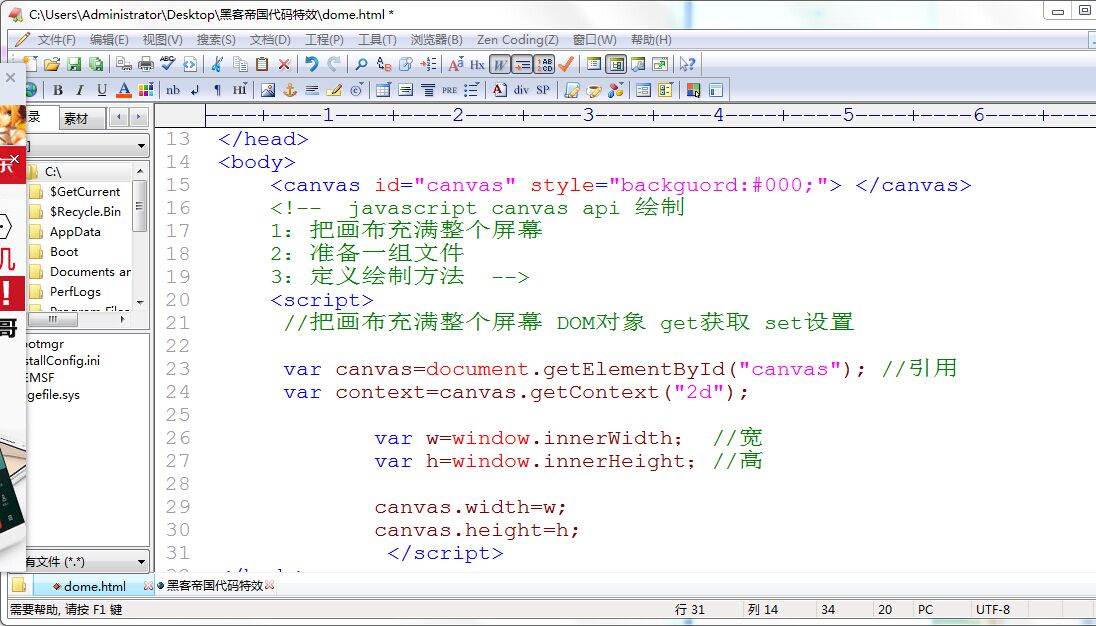 C:\Users\Administrator\Desktop\黑客帝国代码特效\dome.html *
文件(F) 编辑(E) 视图(V) 搜索(S) 文档(D) 工程(P) 工具(T) 浏览器(B) Zen Coding(Z) 窗口(W) 帮助(H)
B I U A nb ¶ HI PRE A div SP
录 素材
C:\
$GetCurrent
$Recycle.Bin
AppData
Boot
Documents ar
PerfLogs
Program Files
otmgr
stallConfig.ini
EMSF
gefile.sys
有文件 (*.*)
----+----1----+----2----+----3----+----4----+----5----+----6----+---
13 </head>
14 <body>
15 <canvas id="canvas" style="backguord:#000;"> </canvas>
16 <!-- javascript canvas api 绘制
17 1: 把画布充满整个屏幕
18 2: 准备一组文件
19 3: 定义绘制方法 -->
20 <script>
21 //把画布充满整个屏幕 DOM对象 get获取 set设置
22
23 var canvas=document.getElementById("canvas"); //引用
24 var context=canvas.getContext("2d");
25
26 var w=window.innerWidth; //宽
27 var h=window.innerHeight; //高
28
29 canvas.width=w;
30 canvas.height=h;
31 </script>
机
!
哥
dome.html 黑客帝国代码特效
需要帮助, 请按 F1 键 行 31 列 14 34 20 PC UTF-8